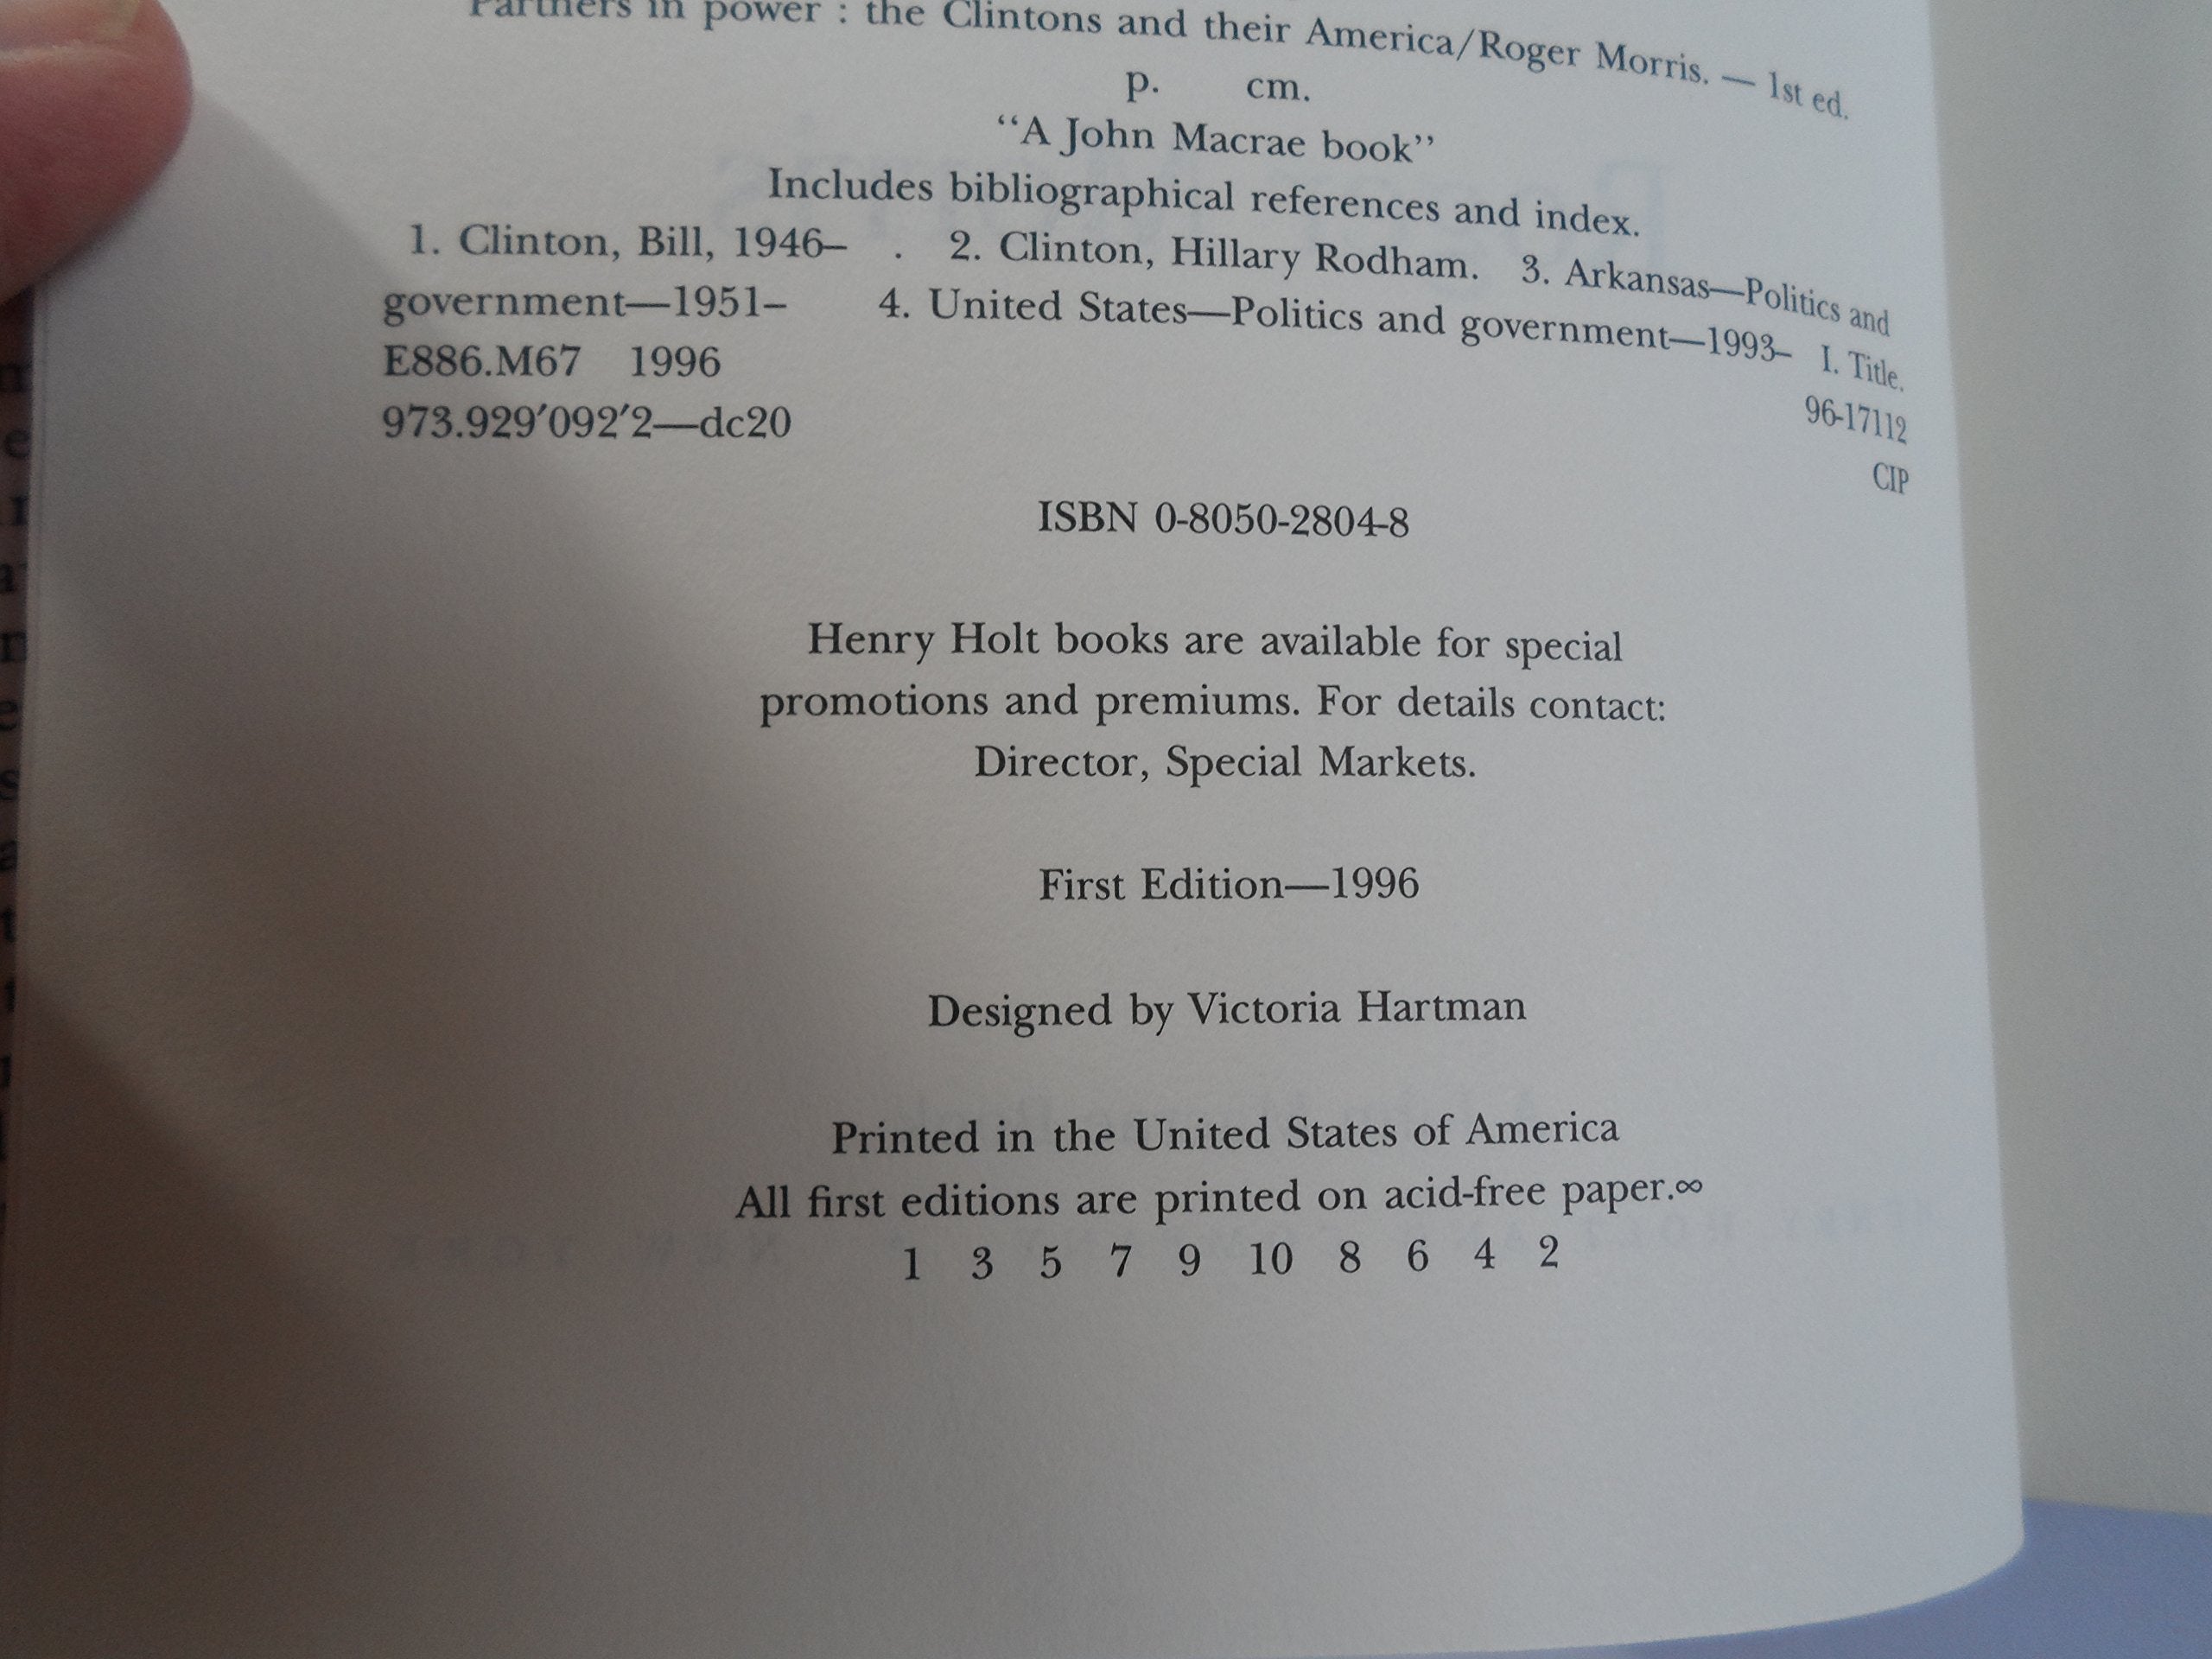 Partners in power : the Clintons and their America/Roger Morris. — 1st ed.
p. cm.
“A John Macrae book”
Includes bibliographical references and index.
1. Clinton, Bill, 1946– . 2. Clinton, Hillary Rodham. 3. Arkansas—Politics and
government—1951– 4. United States—Politics and government—1993– I. Title.
E886.M67 1996
973.929′092′2—dc20
96-17112
CIP
ISBN 0-8050-2804-8
Henry Holt books are available for special
promotions and premiums. For details contact:
Director, Special Markets.
First Edition—1996
Designed by Victoria Hartman
Printed in the United States of America
All first editions are printed on acid-free paper.∞
1 3 5 7 9 10 8 6 4 2